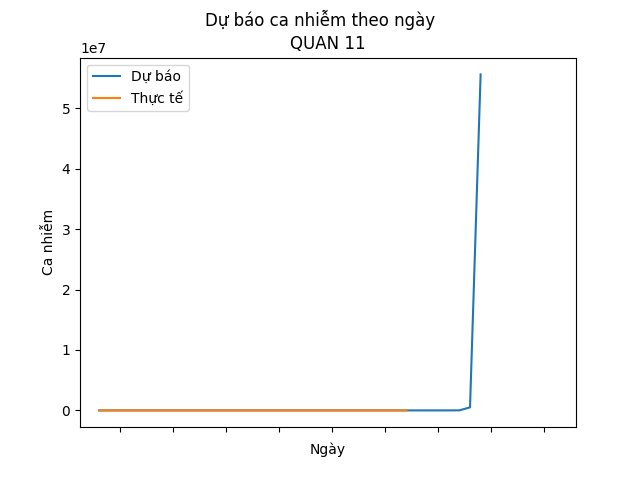 Dự báo ca nhiễm theo ngày
QUAN 11
1e7
Dự báo
Thực tế
5
4
3
2
1
0
Ca nhiễm
Ngày